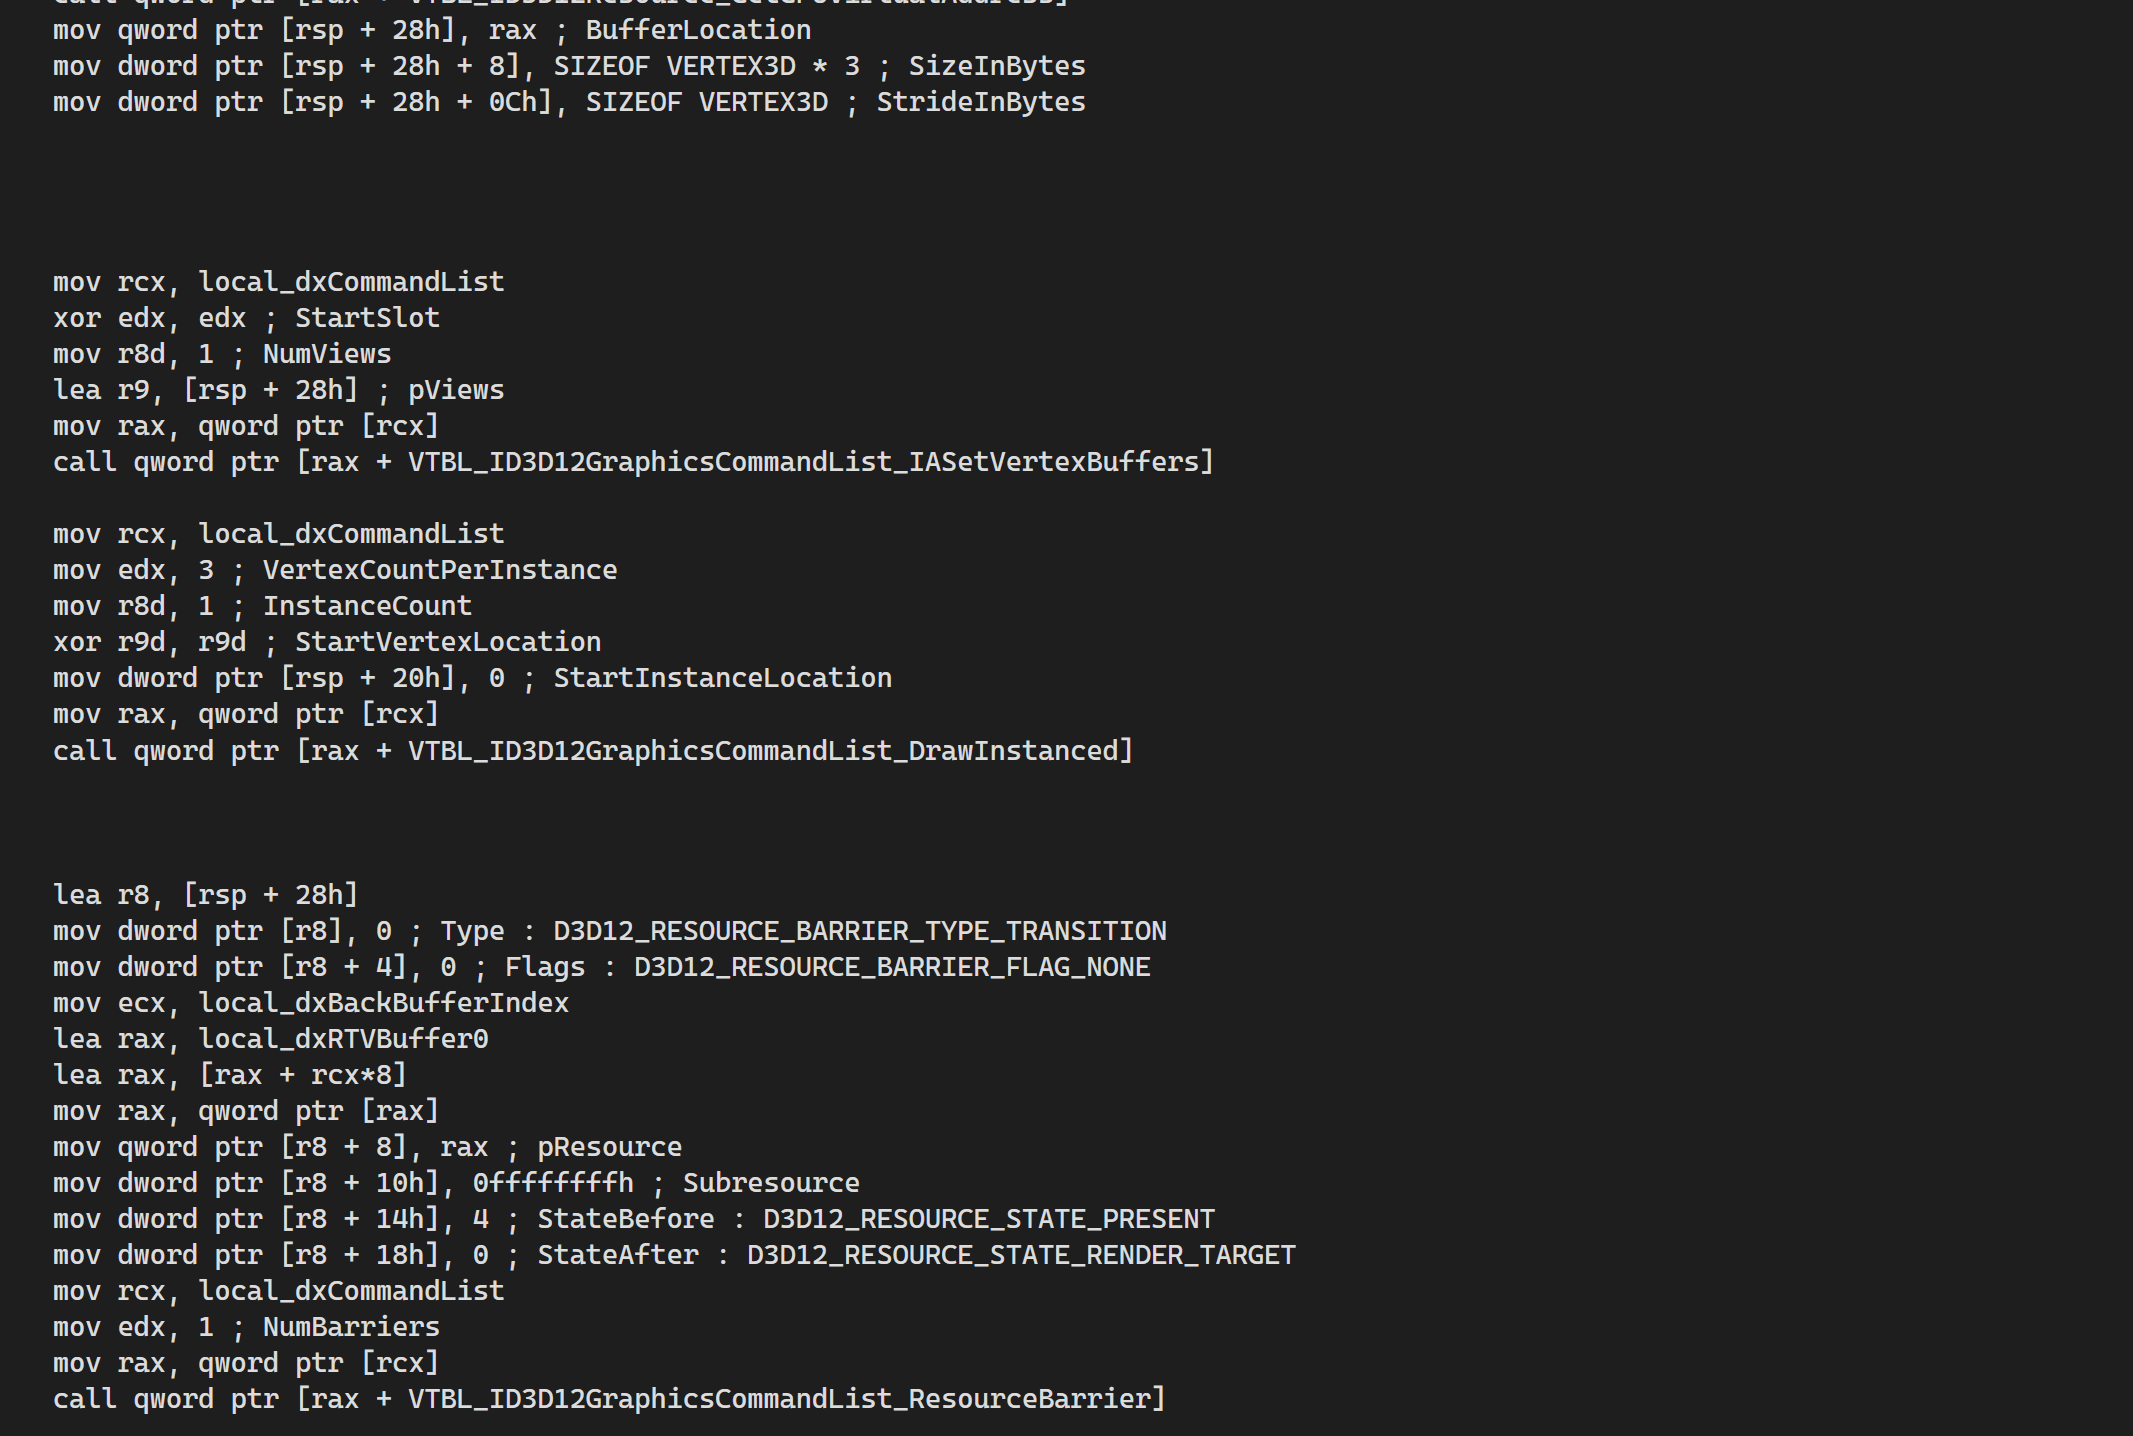 mov qword ptr [rsp + 28h], rax ; BufferLocation
mov dword ptr [rsp + 28h + 8], SIZEOF VERTEX3D * 3 ; SizeInBytes
mov dword ptr [rsp + 28h + 0Ch], SIZEOF VERTEX3D ; StrideInBytes
mov rcx, local_dxCommandList
xor edx, edx ; StartSlot
mov r8d, 1 ; NumViews
lea r9, [rsp + 28h] ; pViews
mov rax, qword ptr [rcx]
call qword ptr [rax + VTBL_ID3D12GraphicsCommandList_IASetVertexBuffers]
mov rcx, local_dxCommandList
mov edx, 3 ; VertexCountPerInstance
mov r8d, 1 ; InstanceCount
xor r9d, r9d ; StartVertexLocation
mov dword ptr [rsp + 20h], 0 ; StartInstanceLocation
mov rax, qword ptr [rcx]
call qword ptr [rax + VTBL_ID3D12GraphicsCommandList_DrawInstanced]
lea r8, [rsp + 28h]
mov dword ptr [r8], 0 ; Type : D3D12_RESOURCE_BARRIER_TYPE_TRANSITION
mov dword ptr [r8 + 4], 0 ; Flags : D3D12_RESOURCE_BARRIER_FLAG_NONE
mov ecx, local_dxBackBufferIndex
lea rax, local_dxRTVBuffer0
lea rax, [rax + rcx*8]
mov rax, qword ptr [rax]
mov qword ptr [r8 + 8], rax ; pResource
mov dword ptr [r8 + 10h], 0ffffffffh ; Subresource
mov dword ptr [r8 + 14h], 4 ; StateBefore : D3D12_RESOURCE_STATE_PRESENT
mov dword ptr [r8 + 18h], 0 ; StateAfter : D3D12_RESOURCE_STATE_RENDER_TARGET
mov rcx, local_dxCommandList
mov edx, 1 ; NumBarriers
mov rax, qword ptr [rcx]
call qword ptr [rax + VTBL_ID3D12GraphicsCommandList_ResourceBarrier]